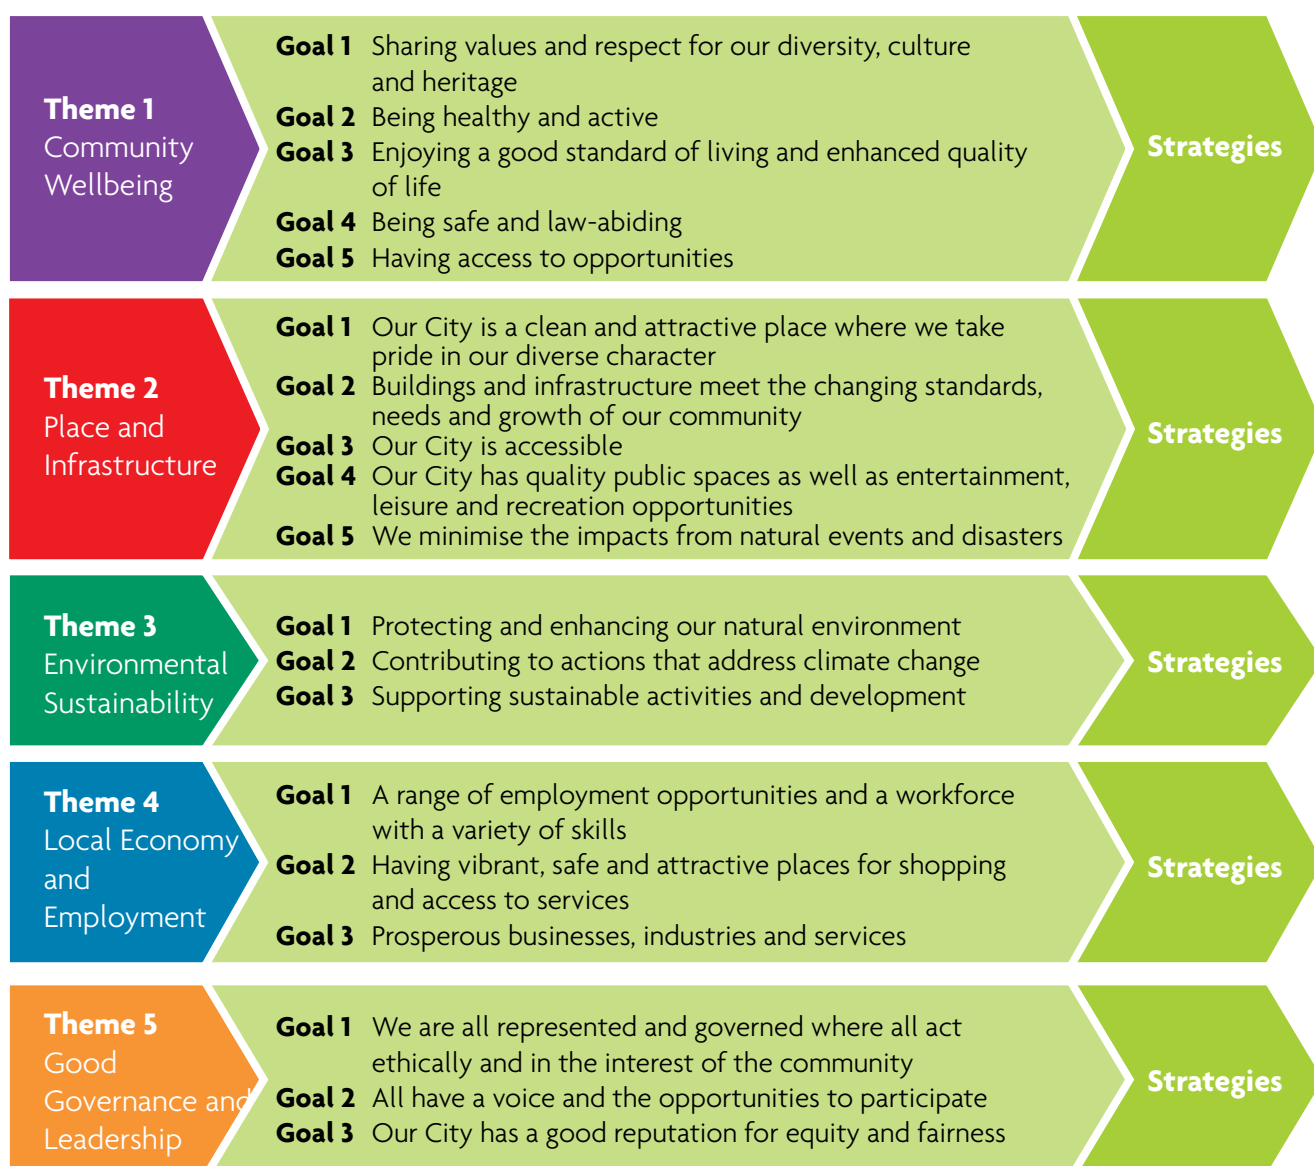 Theme 1
Community
Wellbeing
Goal 1 Sharing values and respect for our diversity, culture
and heritage
Goal 2 Being healthy and active
Goal 3 Enjoying a good standard of living and enhanced quality
of life
Goal 4 Being safe and law-abiding
Goal 5 Having access to opportunities
Strategies
Theme 2
Place and
Infrastructure
Goal 1 Our City is a clean and attractive place where we take
pride in our diverse character
Goal 2 Buildings and infrastructure meet the changing standards,
needs and growth of our community
Goal 3 Our City is accessible
Goal 4 Our City has quality public spaces as well as entertainment,
leisure and recreation opportunities
Goal 5 We minimise the impacts from natural events and disasters
Strategies
Theme 3
Environmental
Sustainability
Goal 1 Protecting and enhancing our natural environment
Goal 2 Contributing to actions that address climate change
Goal 3 Supporting sustainable activities and development
Strategies
Theme 4
Local Economy
and
Employment
Goal 1 A range of employment opportunities and a workforce
with a variety of skills
Goal 2 Having vibrant, safe and attractive places for shopping
and access to services
Goal 3 Prosperous businesses, industries and services
Strategies
Theme 5
Good
Governance and
Leadership
Goal 1 We are all represented and governed where all act
ethically and in the interest of the community
Goal 2 All have a voice and the opportunities to participate
Goal 3 Our City has a good reputation for equity and fairness
Strategies